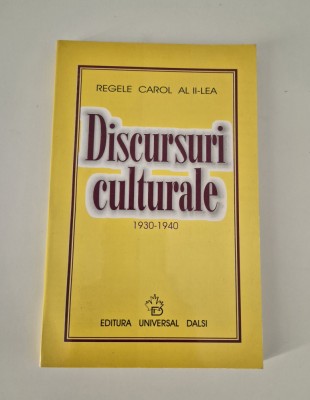 REGELE CAROL AL II-LEA
Discursuri
culturale
1930-1940
EDITURA UNIVERSAL DALSI